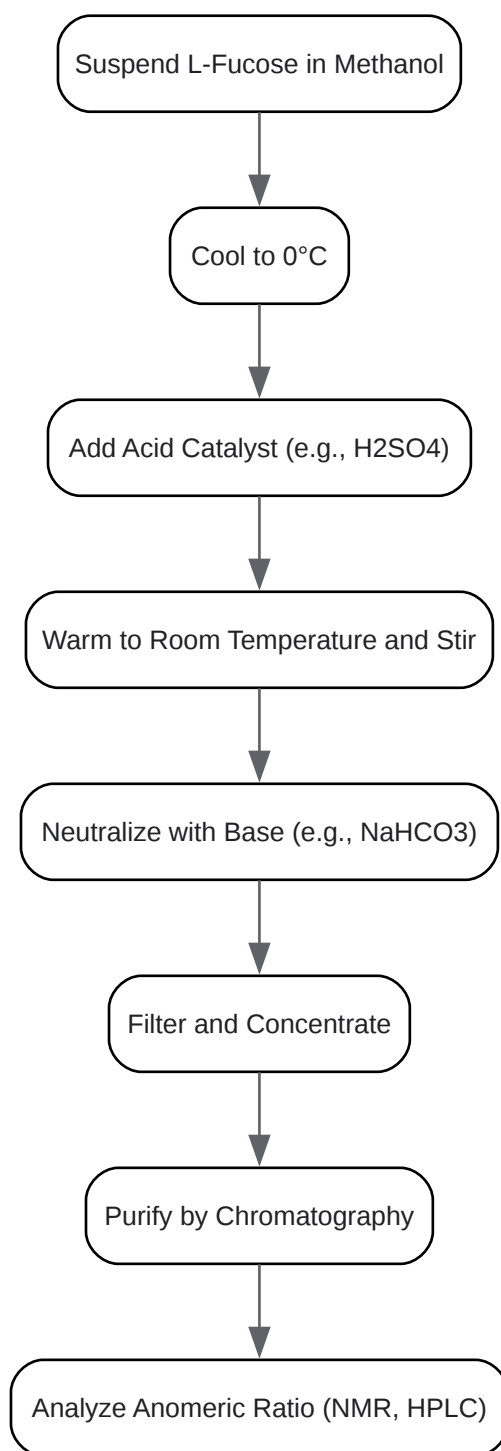 Suspend L-Fucose in Methanol
Cool to 0°C
Add Acid Catalyst (e.g., H2SO4)
Warm to Room Temperature and Stir
Neutralize with Base (e.g., NaHCO3)
Filter and Concentrate
Purify by Chromatography
Analyze Anomeric Ratio (NMR, HPLC)